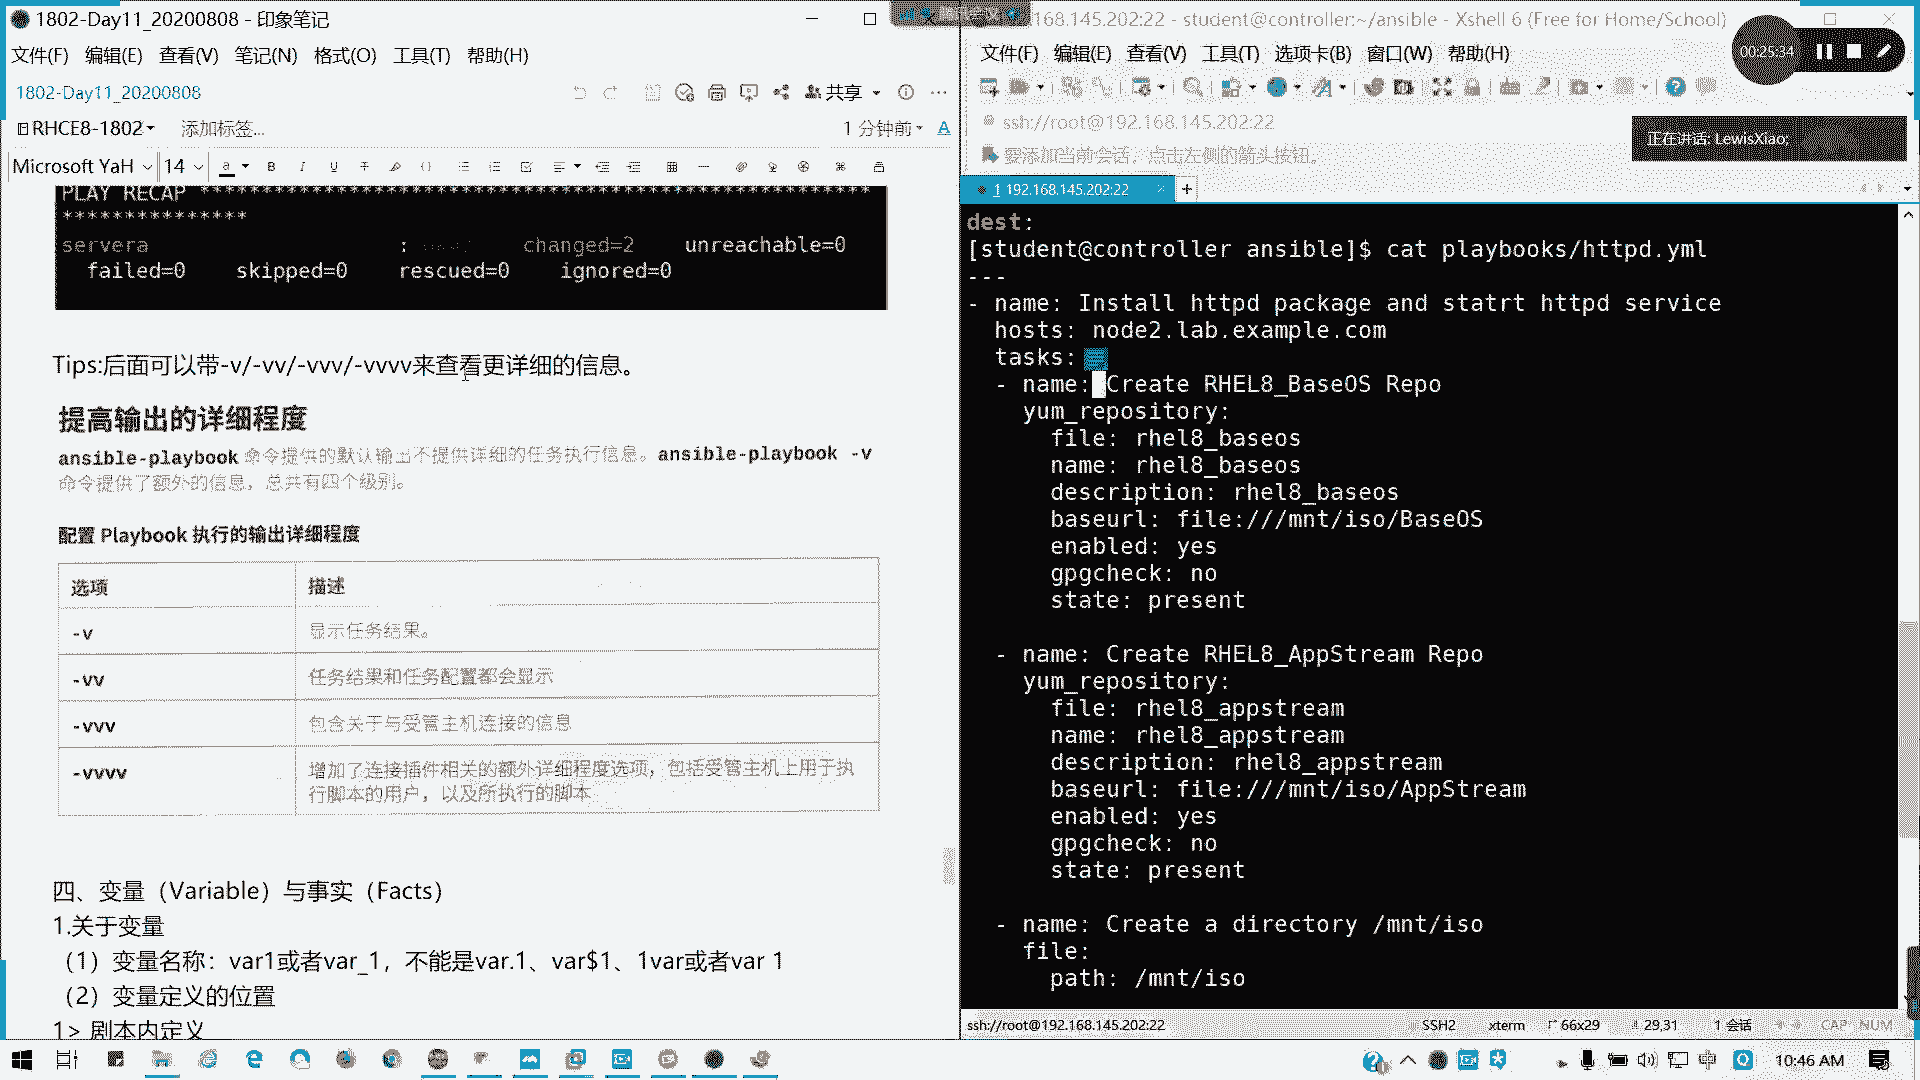 1802-Day11_20200808 - 印象笔记
文件(F) 编辑(E) 查看(V) 笔记(N) 格式(O) 工具(T) 帮助(H)
1802-Day11_20200808
共享
RHCE8-1802
添加标签...
1 分钟前
Microsoft YaH
14
PLAY RECAP **************************************************
***************
servera : changed=2 unreachable=0
failed=0 skipped=0 rescued=0 ignored=0
Tips:后面可以带-v/-vv/-vvv/-vvvv来查看更详细的信息。
提高输出的详细程度
ansible-playbook 命令提供的默认输出不提供详细的任务执行信息。ansible-playbook -v
命令提供了额外的信息，总共有四个级别。
配置 Playbook 执行的输出详细程度
选项 描述
-v 显示任务结果。
-vv 任务结果和任务配置都会显示
-vvv 包含关于与受管主机连接的信息
-vvvv 增加了连接插件相关的额外详细程度选项，包括受管主机上用于执
行脚本的用户，以及所执行的脚本
四、变量（Variable）与事实（Facts）
1.关于变量
（1）变量名称：var1或者var_1，不能是var.1、var$1、1var或者var 1
（2）变量定义的位置
1> 剧本内定义
168.145.202:22 - student@controller:~/ansible - Xshell 6 (Free for Home/School)
00:25:34
文件(F) 编辑(E) 查看(V) 工具(T) 选项卡(B) 窗口(W) 帮助(H)
ssh://root@192.168.145.202:22
正在讲话: LewisXiao;
要添加当前会话，点击左侧的箭头按钮。
1 192.168.145.202:22
dest:
[student@controller ansible]$ cat playbooks/httpd.yml
---
- name: Install httpd package and statrt httpd service
  hosts: node2.lab.example.com
  tasks:
  - name: Create RHEL8_BaseOS Repo
    yum_repository:
      file: rhel8_baseos
      name: rhel8_baseos
      description: rhel8_baseos
      baseurl: file:///mnt/iso/BaseOS
      enabled: yes
      gpgcheck: no
      state: present
  - name: Create RHEL8_AppStream Repo
    yum_repository:
      file: rhel8_appstream
      name: rhel8_appstream
      description: rhel8_appstream
      baseurl: file:///mnt/iso/AppStream
      enabled: yes
      gpgcheck: no
      state: present
  - name: Create a directory /mnt/iso
    file:
      path: /mnt/iso
ssh://root@192.168.145.202:22 SSH2 xterm 66x29 29,31 1 会话 CAP NUM
中
10:46 AM